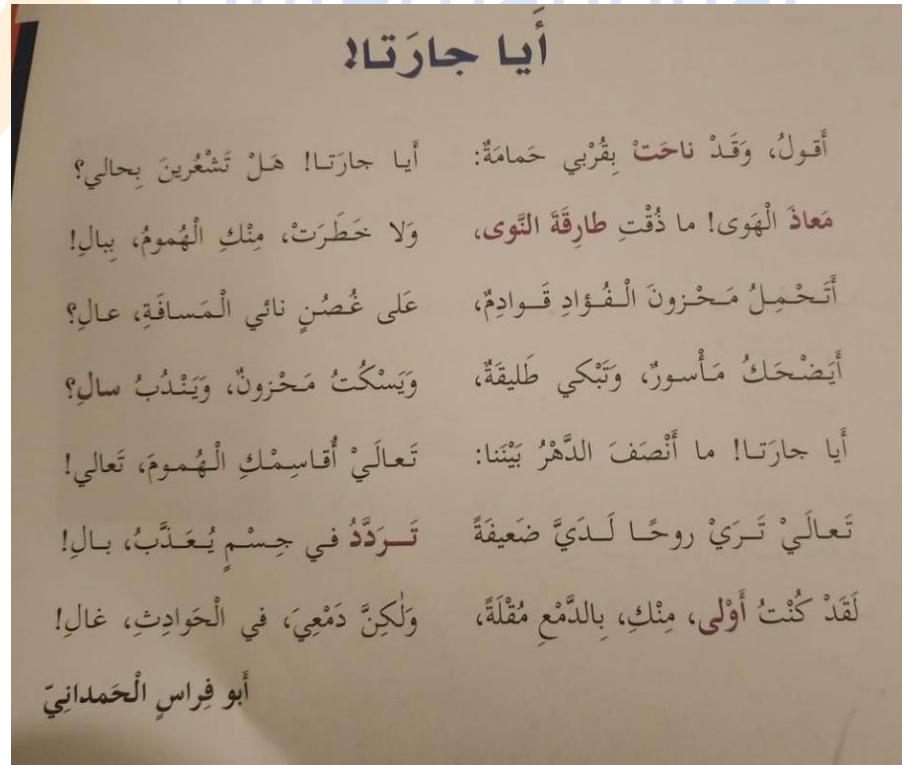 أَيا جارَتا!
أَقولُ، وَقَدْ ناحَتْ بِقُرْبي حَمامَةٌ: أَيا جارَتا! هَلْ تَشْعُرينَ بِحالي؟
مَعاذَ الْهَوى! ما ذُقْتِ طارِقَةَ النَّوى، وَلا خَطَرَتْ، مِنْكِ الْهُمومُ، بِبالِ!
أَتَحْمِلُ مَحْزونَ الْفُؤادِ قَوادِمٌ، عَلى غُصُنٍ نائي الْمَسافَةِ، عالِ؟
أَيَضْحَكُ مَأْسورٌ، وَتَبْكي طَليقَةٌ، وَيَسْكُتُ مَحْزونٌ، وَيَنْدُبُ سالِ؟
أَيا جارَتا! ما أَنْصَفَ الدَّهْرُ بَيْنَنا: تَعالَيْ أُقاسِمْكِ الْهُمومَ، تَعالي!
تَعالَيْ تَرَيْ روحًا لَدَيَّ ضَعيفَةً تَرَدَّدُ في جِسْمٍ يُعَذَّبُ، بالِ!
لَقَدْ كُنْتُ أَوْلى، مِنْكِ، بِالدَّمْعِ مُقْلَةً، وَلٰكِنَّ دَمْعِيَ، في الْحَوادِثِ، غالِ!
أَبو فِراسٍ الْحَمدانِيّ